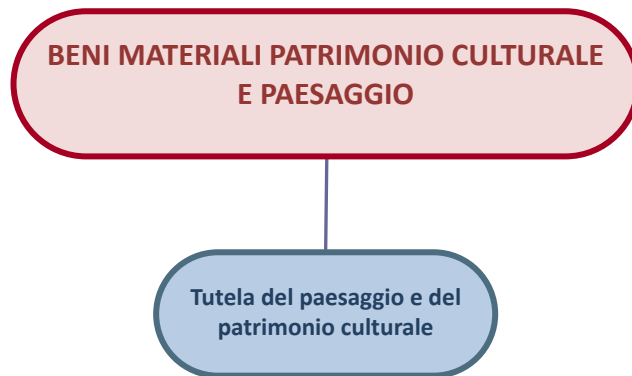 BENI MATERIALI PATRIMONIO CULTURALE
E PAESAGGIO
Tutela del paesaggio e del
patrimonio culturale